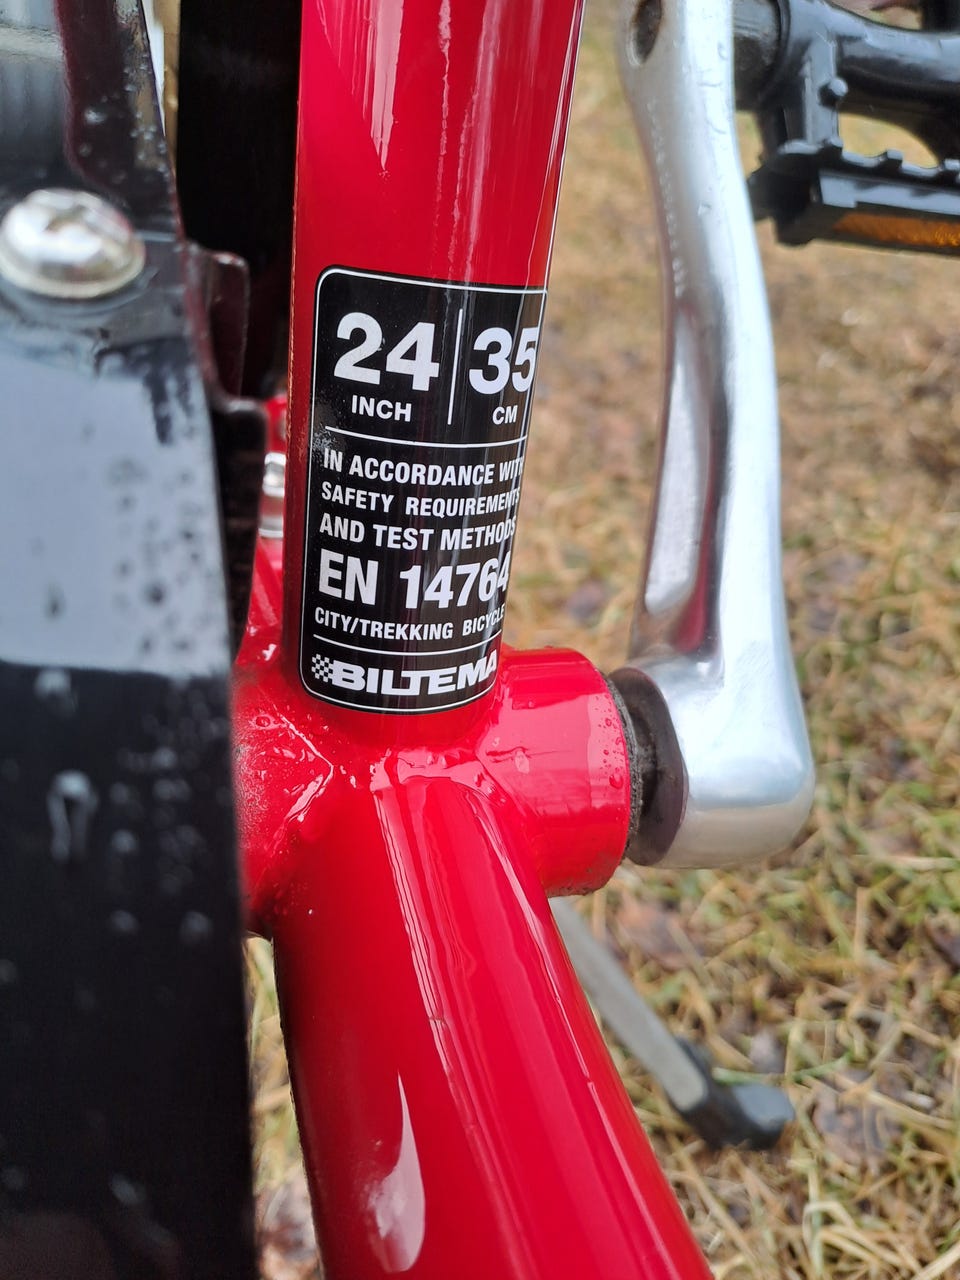 24 35
INCH CM
IN ACCORDANCE WITH
SAFETY REQUIREMENTS
AND TEST METHODS
EN 14764
CITY/TREKKING BICYCLE
BILTEMA